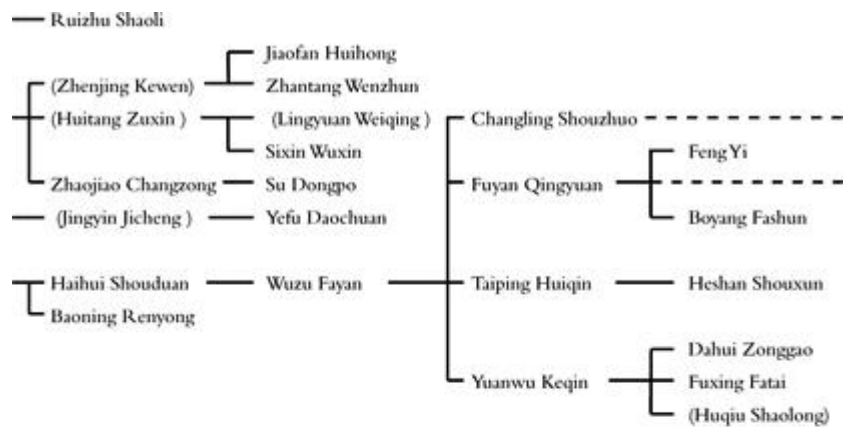 Ruizhu Shaoli
Jiaofan Huihong
(Zhenjing Kewen)
Zhantang Wenzhun
(Huitang Zuxin )
(Lingyuan Weiqing )
Changling Shouzhuo
Sixin Wuxin
Feng Yi
Zhaojiao Changzong
Su Dongpo
Fuyan Qingyuan
(Jingyin Jicheng )
Yefu Daochuan
Boyang Fashun
Haihui Shouduan
Wuzu Fayan
Taiping Huiqin
Heshan Shouxun
Baoning Renyong
Dahui Zonggao
Yuanwu Keqin
Fuxing Fatai
(Huqiu Shaolong)